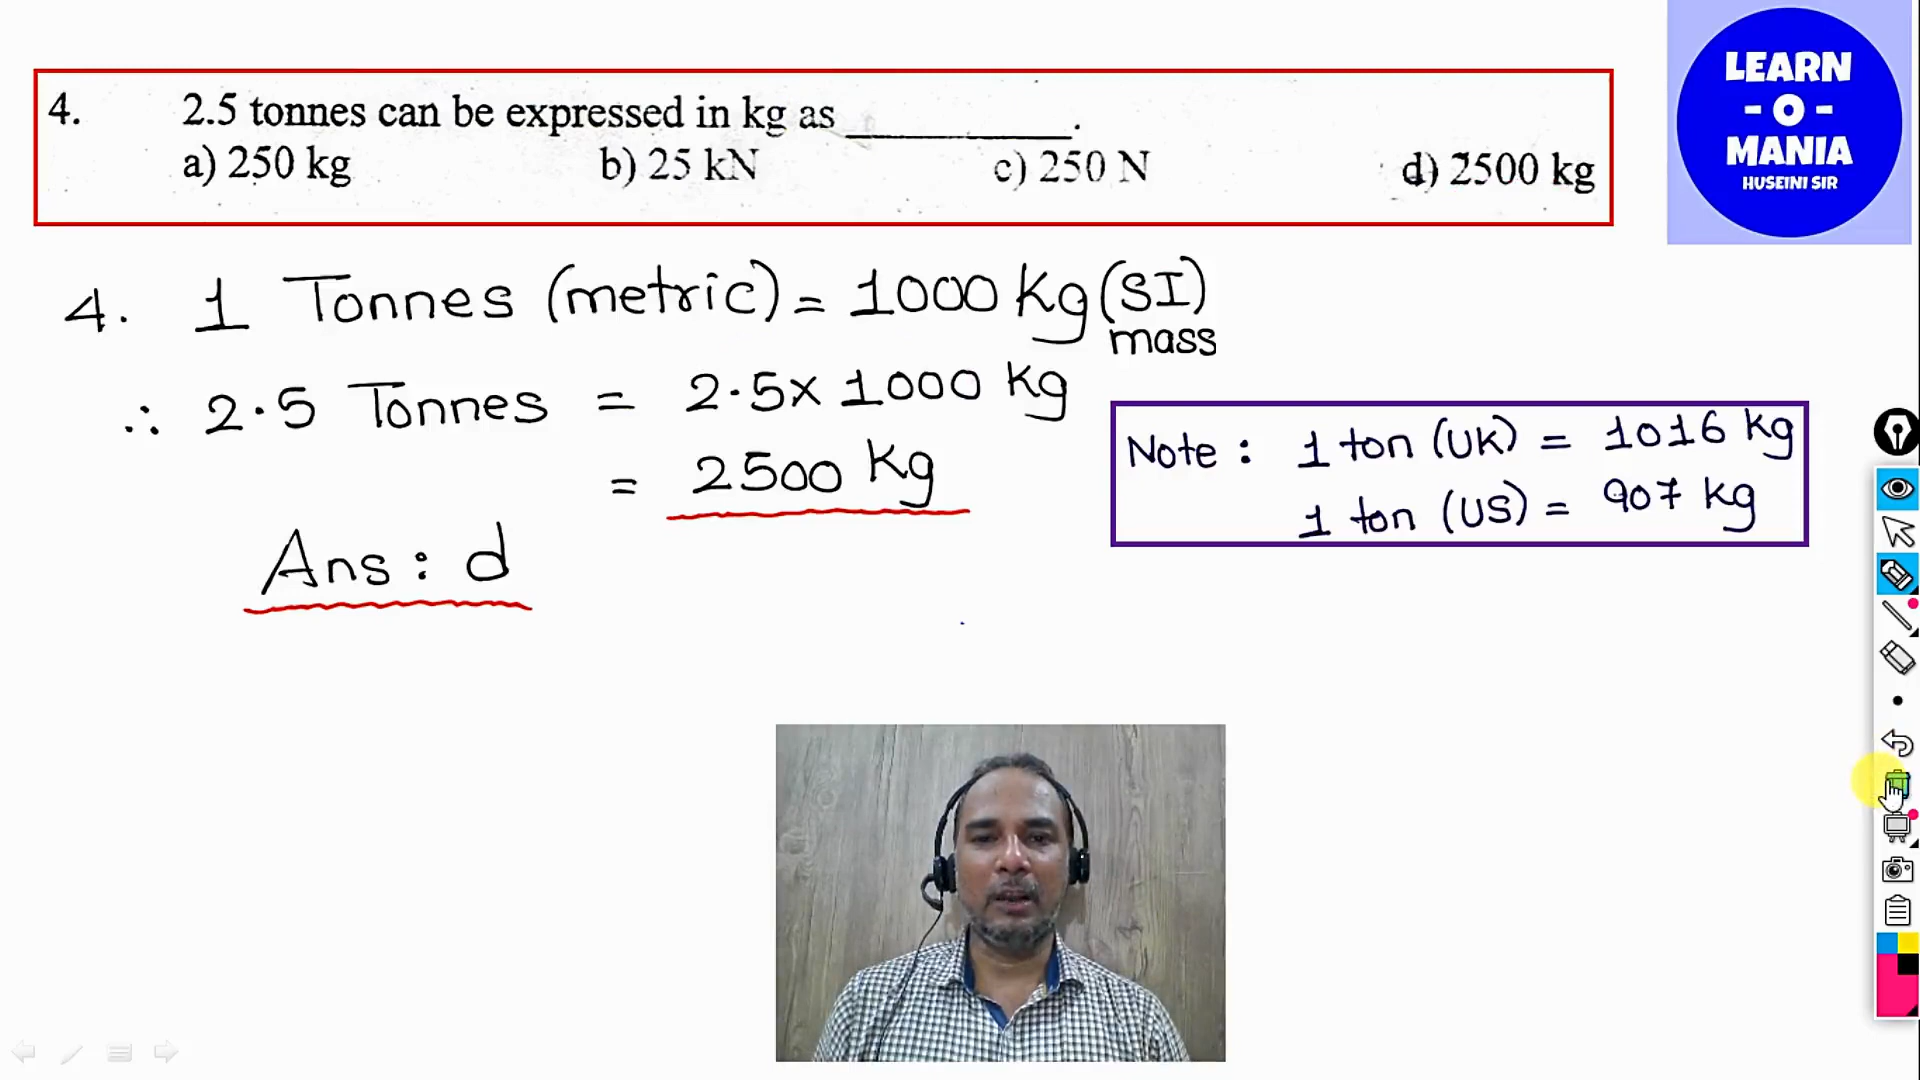 LEARN
- O -
MANIA
HUSEINI SIR
4. 2.5 tonnes can be expressed in kg as ____________.
a) 250 kg b) 25 kN c) 250 N d) 2500 kg
4. 1 Tonnes (metric) = 1000 Kg (SI)
mass
∴ 2.5 Tonnes = 2.5 x 1000 Kg
= 2500 Kg
Ans : d
Note : 1 ton (UK) = 1016 Kg
1 ton (US) = 907 Kg